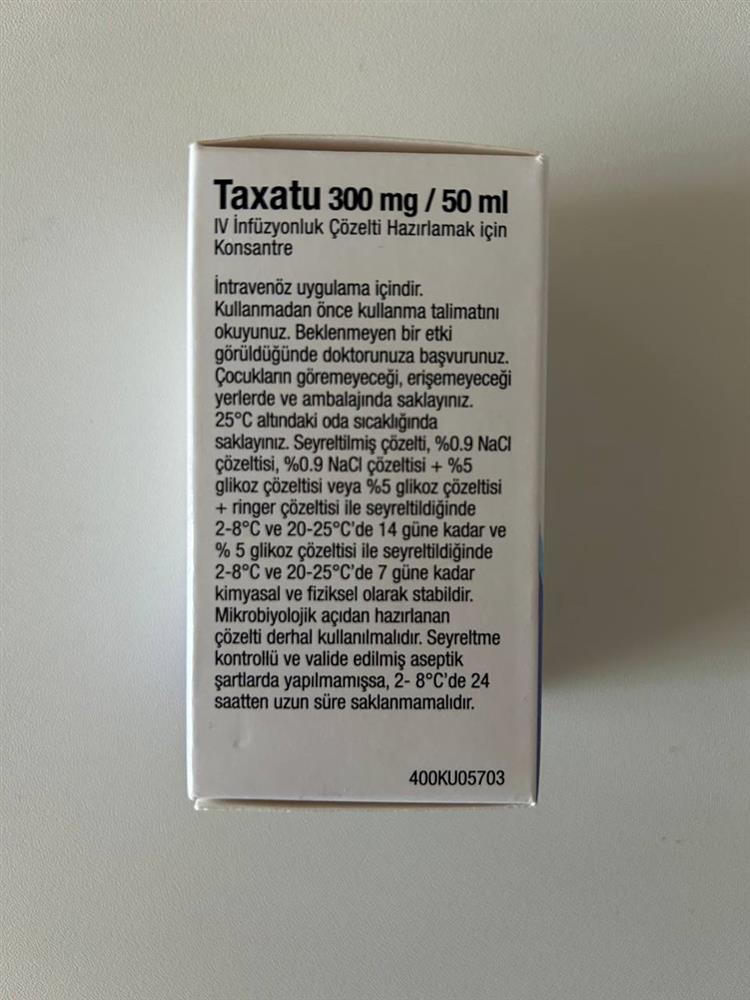 Taxatu 300 mg / 50 ml
IV İnfüzyonluk Çözelti Hazırlamak için
Konsantre
İntravenöz uygulama içindir.
Kullanmadan önce kullanma talimatını
okuyunuz. Beklenmeyen bir etki
görüldüğünde doktorunuza başvurunuz.
Çocukların göremeyeceği, erişemeyeceği
yerlerde ve ambalajında saklayınız.
25°C altındaki oda sıcaklığında
saklayınız. Seyreltilmiş çözelti, %0.9 NaCl
çözeltisi, %0.9 NaCl çözeltisi + %5
glikoz çözeltisi veya %5 glikoz çözeltisi
+ ringer çözeltisi ile seyreltildiğinde
2-8°C ve 20-25°C'de 14 güne kadar ve
% 5 glikoz çözeltisi ile seyreltildiğinde
2-8°C ve 20-25°C'de 7 güne kadar
kimyasal ve fiziksel olarak stabildir.
Mikrobiyolojik açıdan hazırlanan
çözelti derhal kullanılmalıdır. Seyreltme
kontrollü ve valide edilmiş aseptik
şartlarda yapılmamışsa, 2- 8°C'de 24
saatten uzun süre saklanmamalıdır.
400KU05703